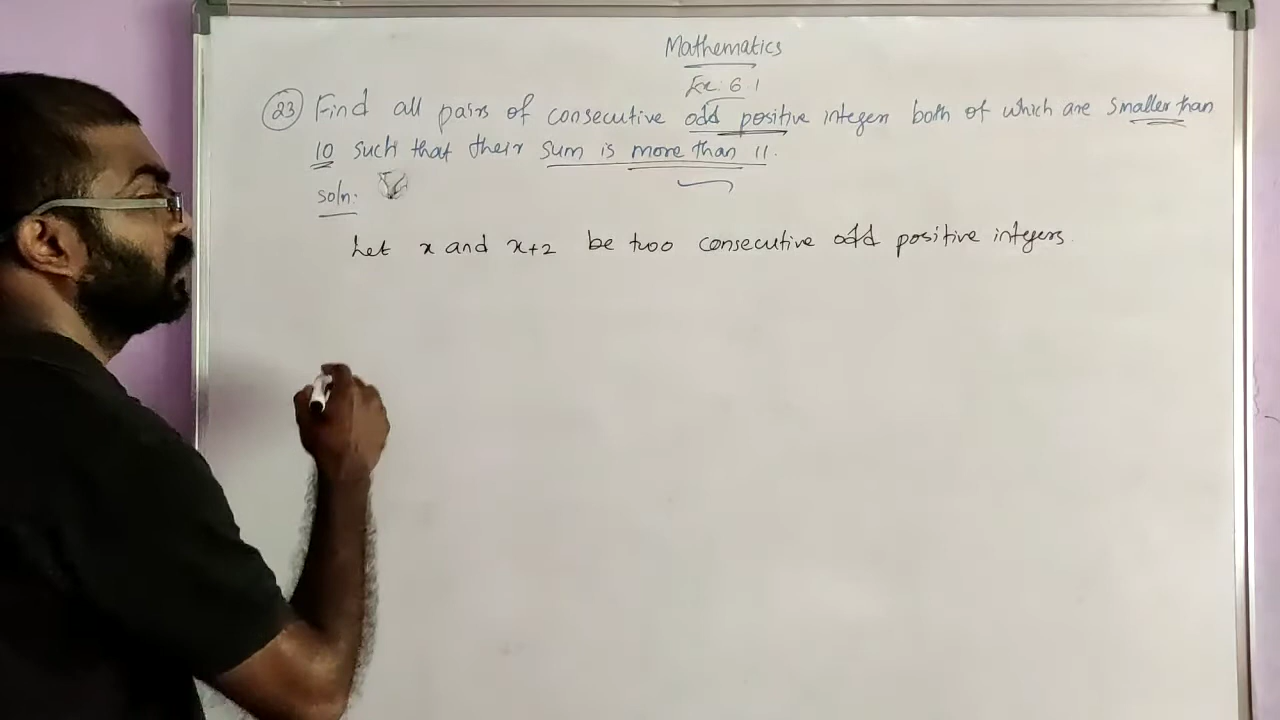 Mathematics
Ex: 6.1
23 Find all pairs of consecutive odd positive integers both of which are smaller than
10 such that their sum is more than 11.
Soln:
Let x and x+2 be two consecutive odd positive integers.